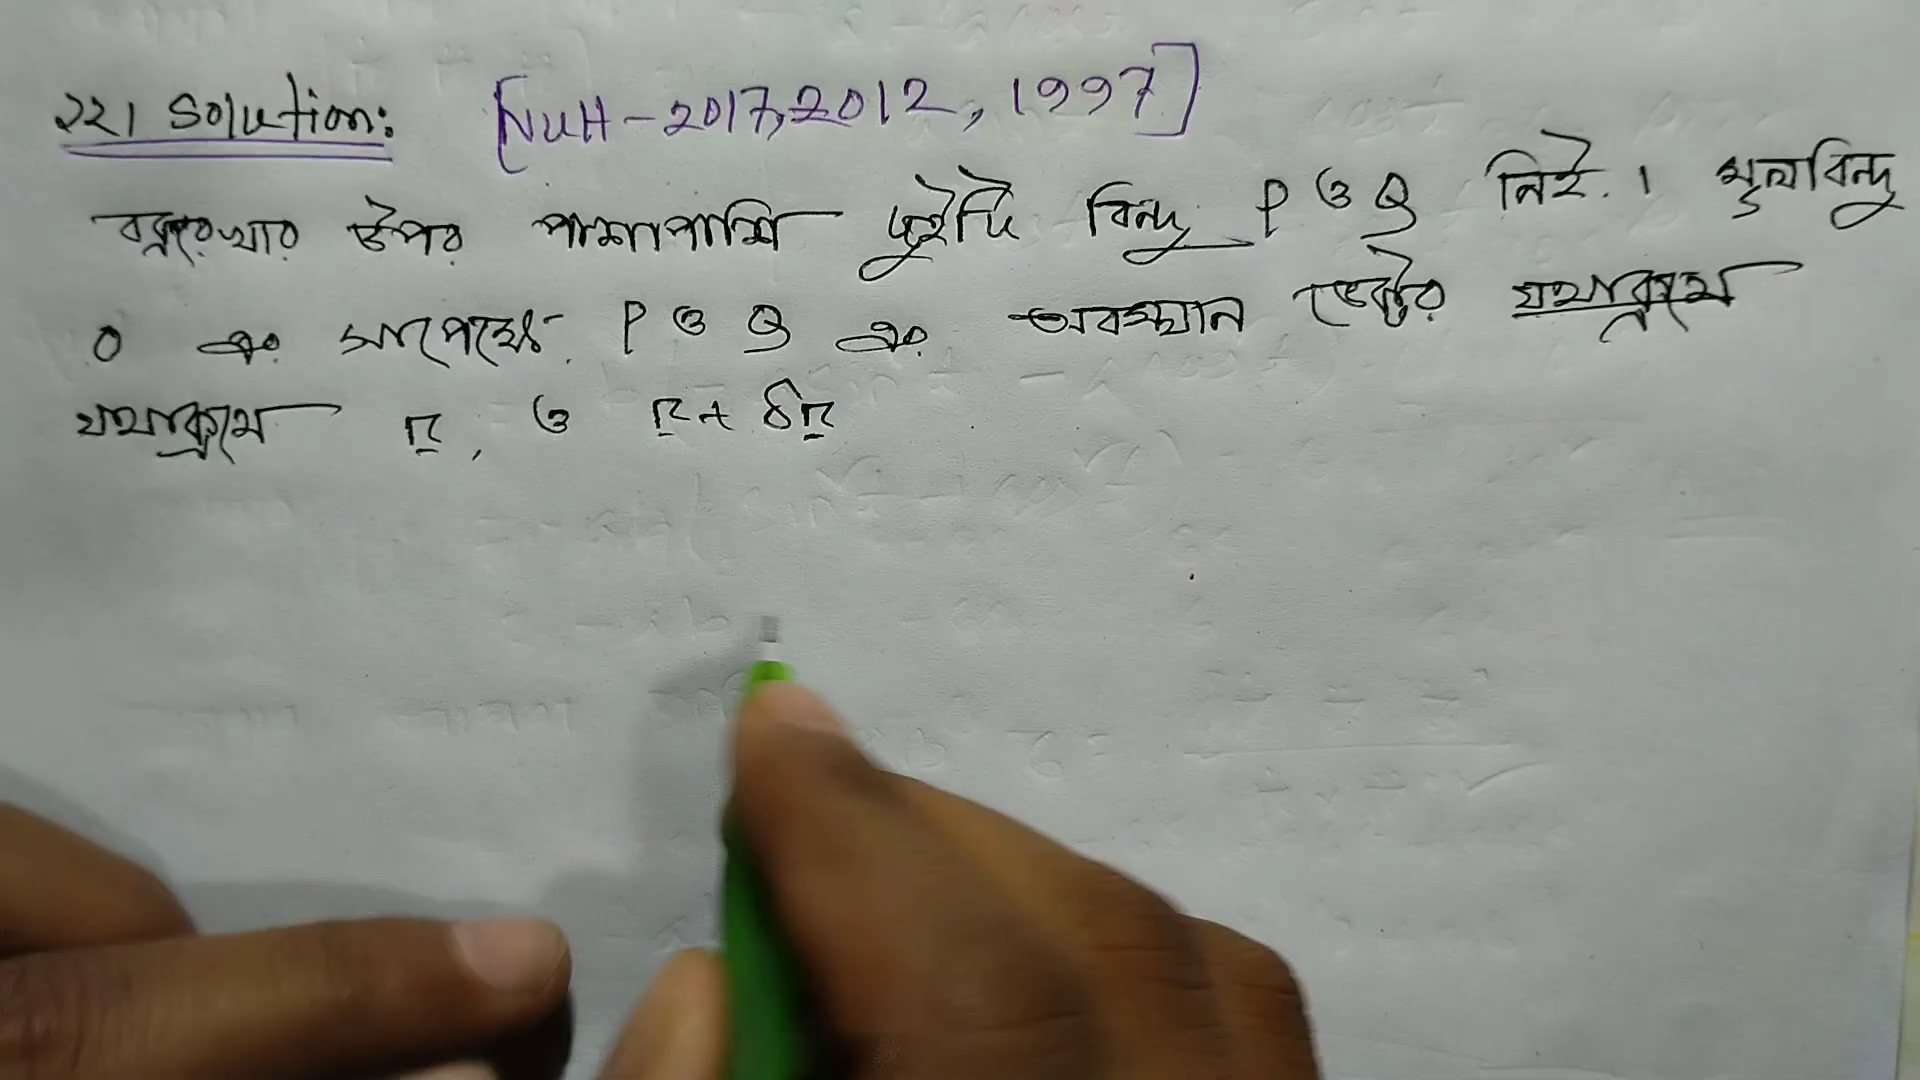 ২২। Solution: [NUH-2017,2012, 1997]
বক্ররেখার উপর পাশাপাশি দুইটি বিন্দু P ও Q নিই। মূলবিন্দু
O এর সাপেক্ষে P ও Q এর অবস্থান ভেক্টর যথাক্রমে
যথাক্রমে r, ও r + δr